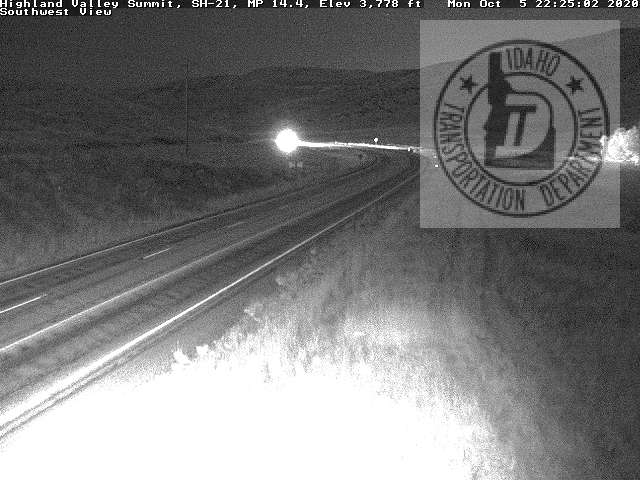 Highland Valley Summit, SH-21, MP 14.4, Elev 3,778 ft  Mon Oct  5 22:25:02 2020
Southwest View
IDAHO
TRANSPORTATION DEPARTMENT